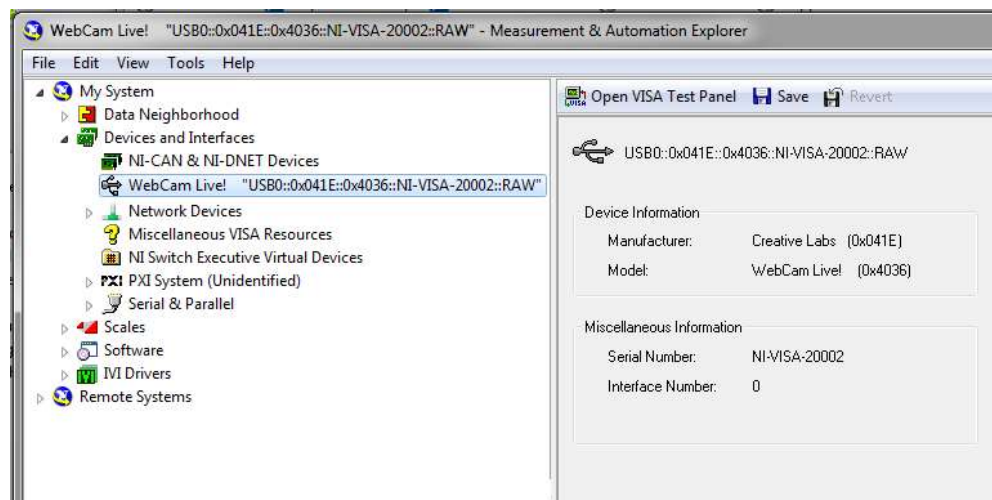 WebCam Live! "USB0::0x041E::0x4036::NI-VISA-20002::RAW" - Measurement & Automation Explorer
File Edit View Tools Help
My System
Data Neighborhood
Devices and Interfaces
NI-CAN & NI-DNET Devices
WebCam Live! "USB0::0x041E::0x4036::NI-VISA-20002::RAW"
Network Devices
Miscellaneous VISA Resources
NI Switch Executive Virtual Devices
PXI PXI System (Unidentified)
Serial & Parallel
Scales
Software
IVI Drivers
Remote Systems
Open VISA Test Panel Save Revert
USB0::0x041E::0x4036::NI-VISA-20002::RAW
Device Information
Manufacturer: Creative Labs (0x041E)
Model: WebCam Live! (0x4036)
Miscellaneous Information
Serial Number: NI-VISA-20002
Interface Number: 0